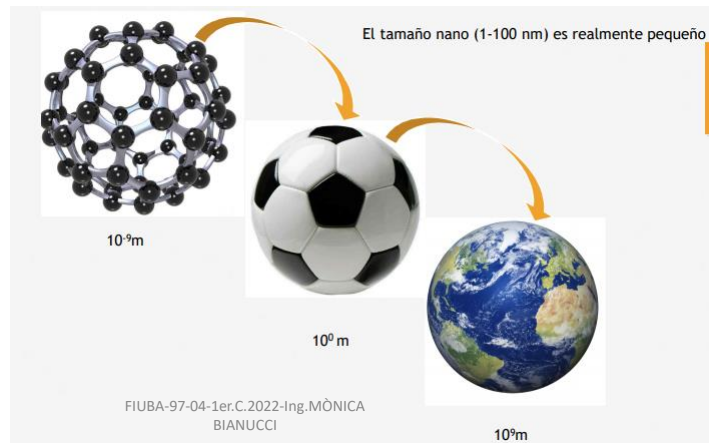 El tamaño nano (1-100 nm) es realmente pequeño
10⁻⁹m
10⁰ m
FIUBA-97-04-1er.C.2022-Ing.MÒNICA
BIANUCCI
10⁹m